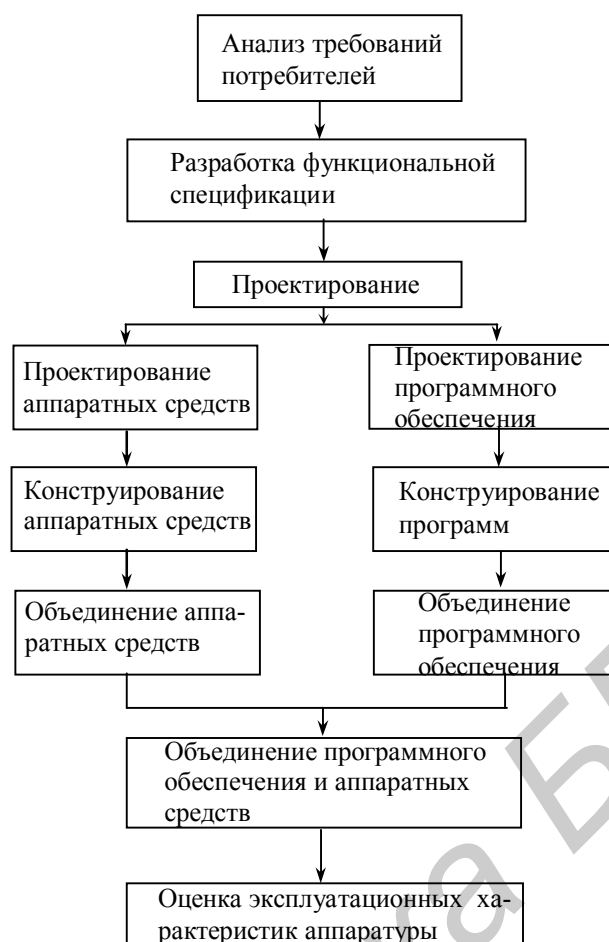 Анализ требований
потребителей
Разработка функциональной
спецификации
Проектирование
Проектирование
аппаратных средств
Проектирование
программного
обеспечения
Конструирование
аппаратных средств
Конструирование
программ
Объединение аппа-
ратных средств
Объединение
программного
обеспечения
Объединение программного
обеспечения и аппаратных
средств
Оценка эксплуатационных ха-
рактеристик аппаратуры